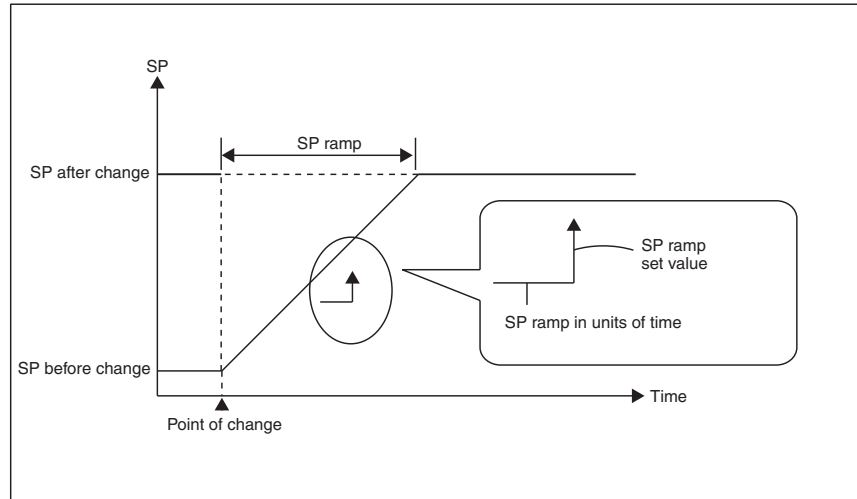 SP
SP ramp
SP after change
SP ramp
set value
SP ramp in units of time
SP before change
Time
Point of change